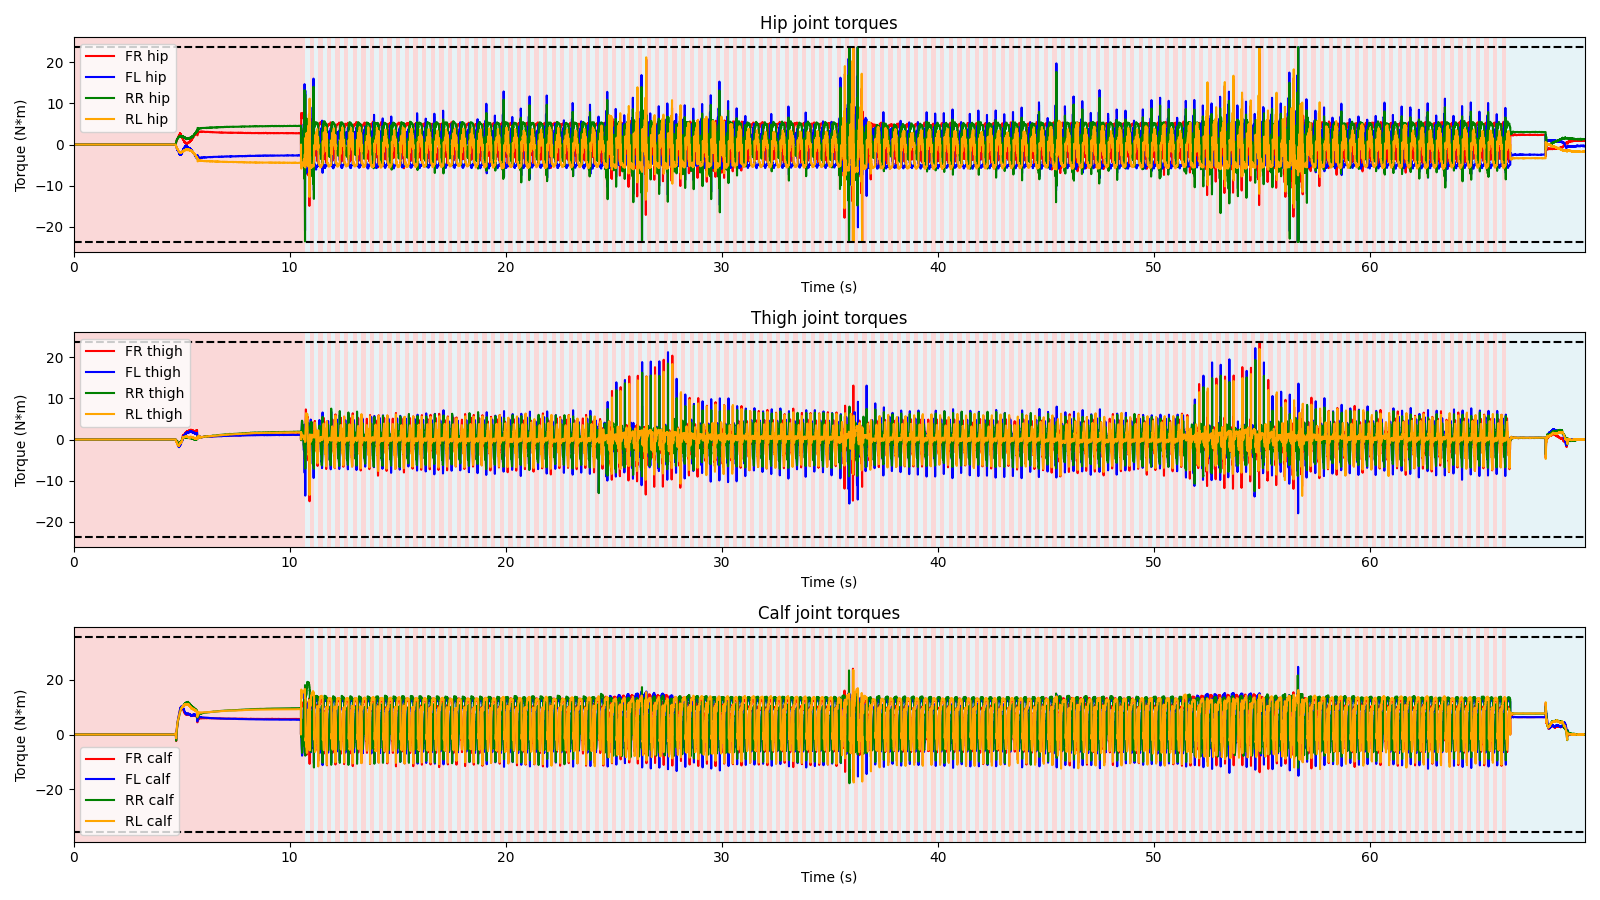 Hip joint torques
Torque (N*m)
20
10
0
−10
−20
FR hip
FL hip
RR hip
RL hip
0 10 20 30 40 50 60
Time (s)
Thigh joint torques
Torque (N*m)
20
10
0
−10
−20
FR thigh
FL thigh
RR thigh
RL thigh
0 10 20 30 40 50 60
Time (s)
Calf joint torques
Torque (N*m)
20
0
−20
FR calf
FL calf
RR calf
RL calf
0 10 20 30 40 50 60
Time (s)